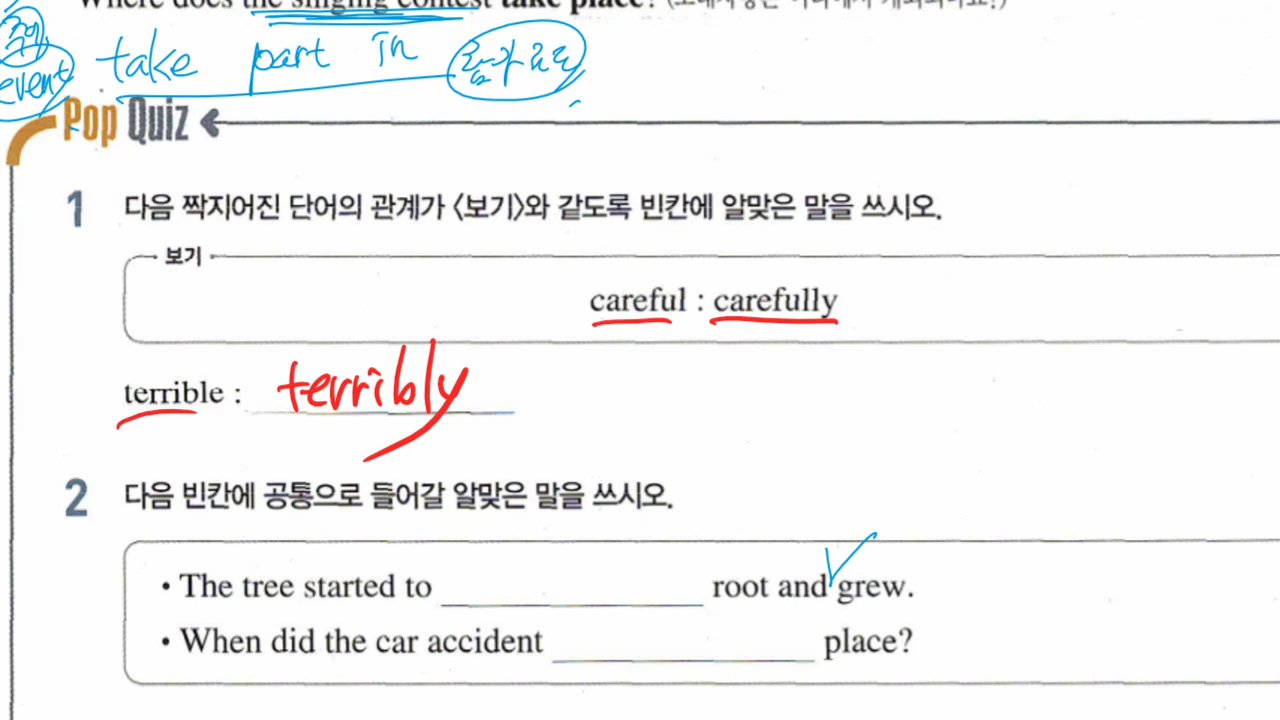 Where does the singing contest take place?
event
take part in
Pop Quiz
1 다음 짝지어진 단어의 관계가 〈보기〉와 같도록 빈칸에 알맞은 말을 쓰시오.
보기
careful : carefully
terrible : terribly
2 다음 빈칸에 공통으로 들어갈 알맞은 말을 쓰시오.
• The tree started to ____________ root and grew.
• When did the car accident ____________ place?